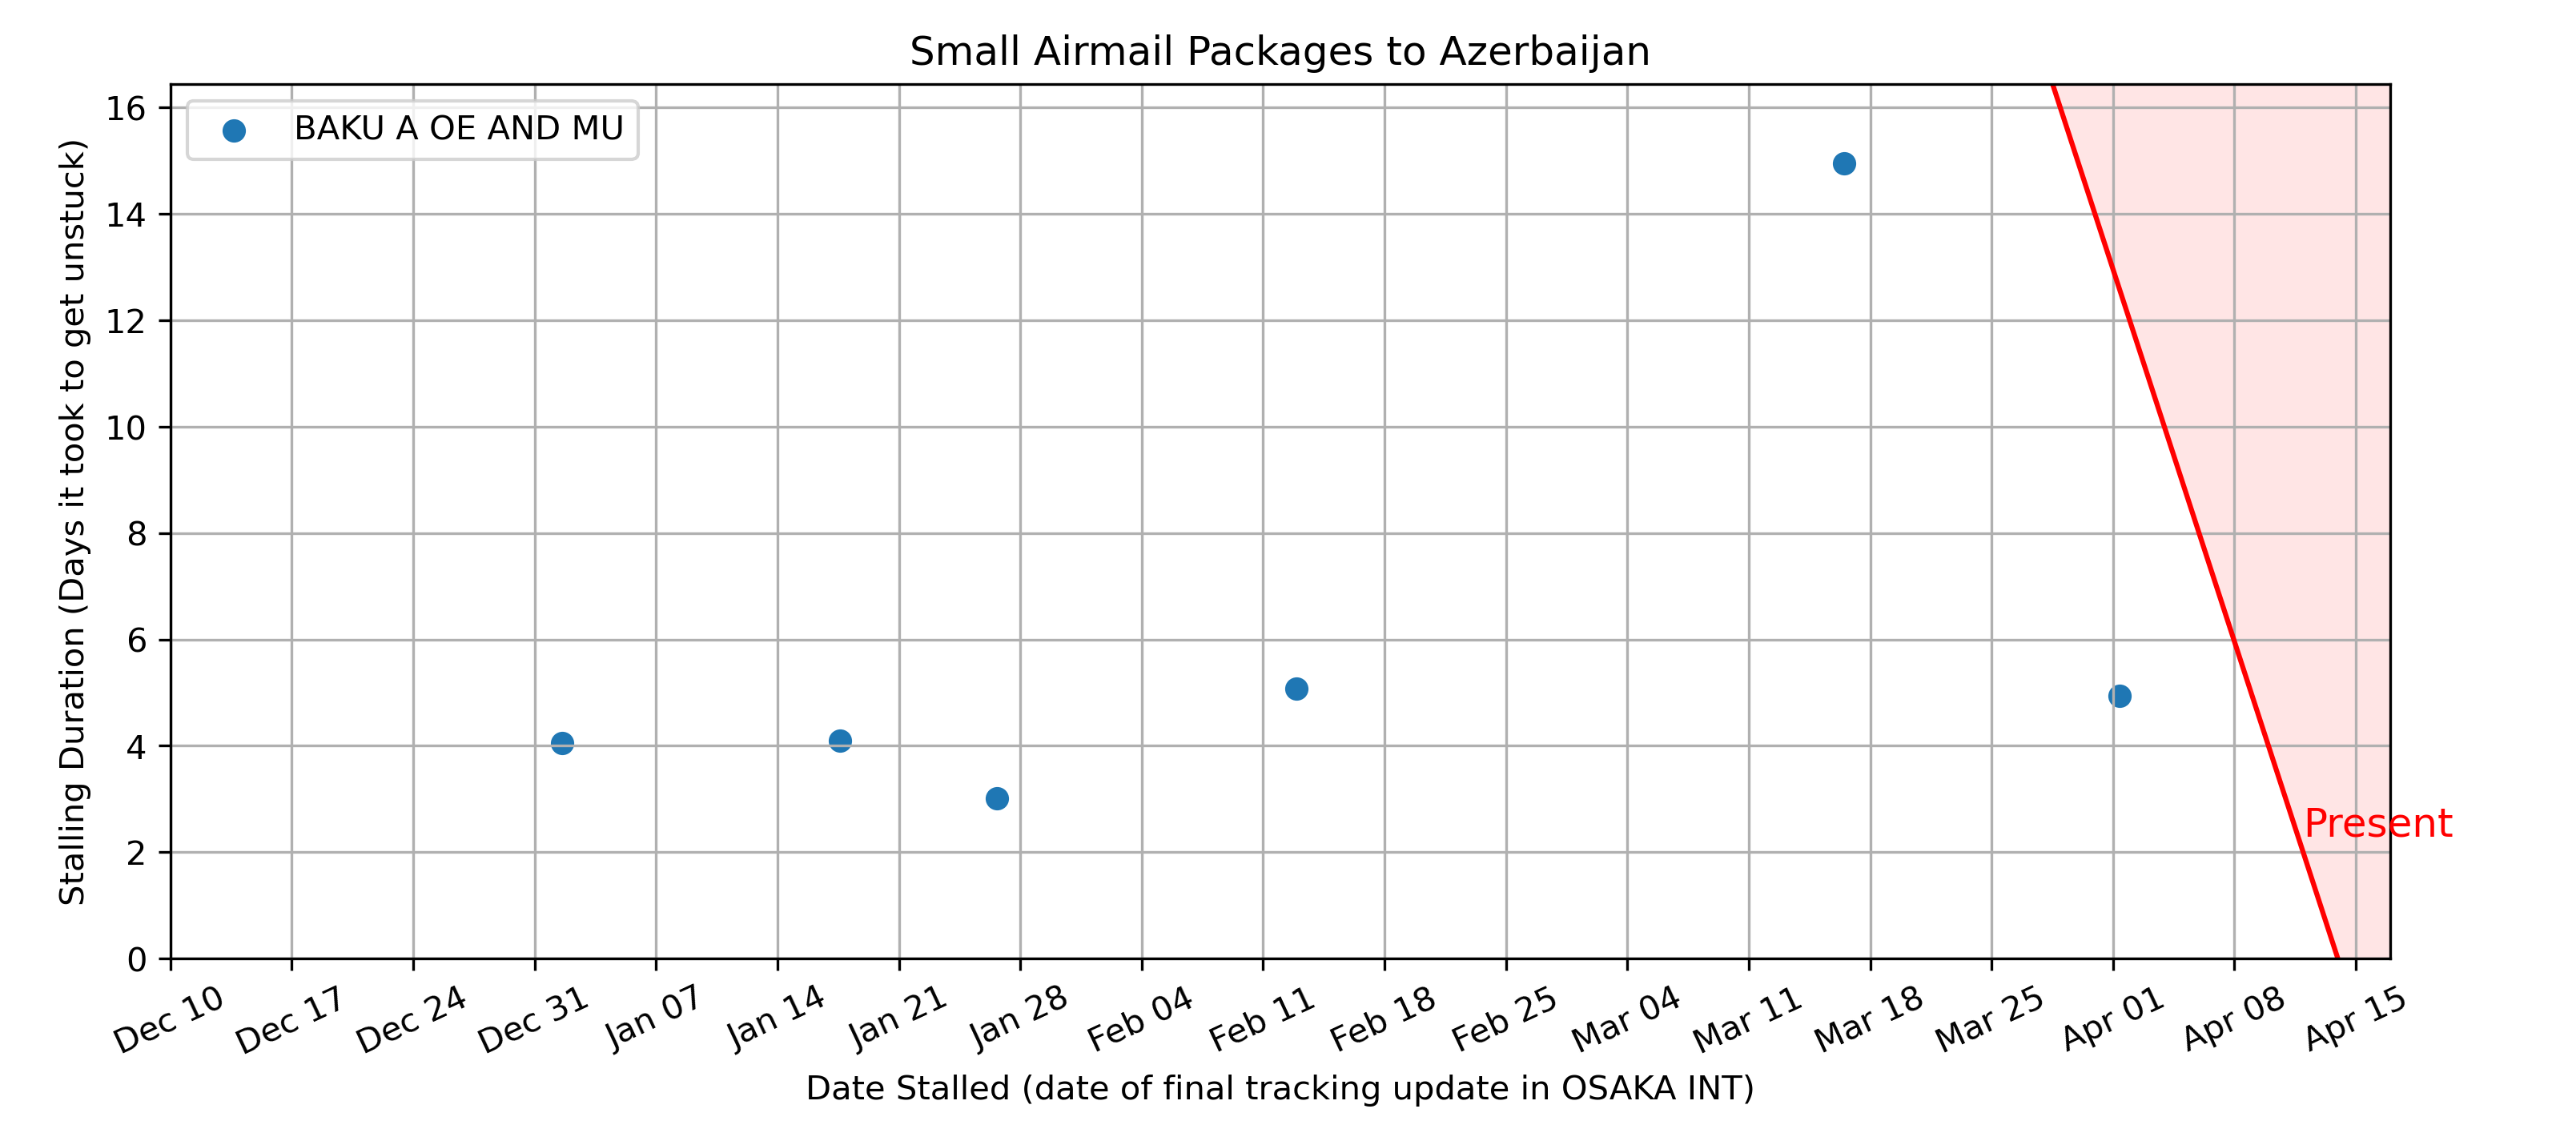 Small Airmail Packages to Azerbaijan
BAKU A OE AND MU
Stalling Duration (Days it took to get unstuck)
16
14
12
10
8
6
4
2
0
Present
Dec 10
Dec 17
Dec 24
Dec 31
Jan 07
Jan 14
Jan 21
Jan 28
Feb 04
Feb 11
Feb 18
Feb 25
Mar 04
Mar 11
Mar 18
Mar 25
Apr 01
Apr 08
Apr 15
Date Stalled (date of final tracking update in OSAKA INT)